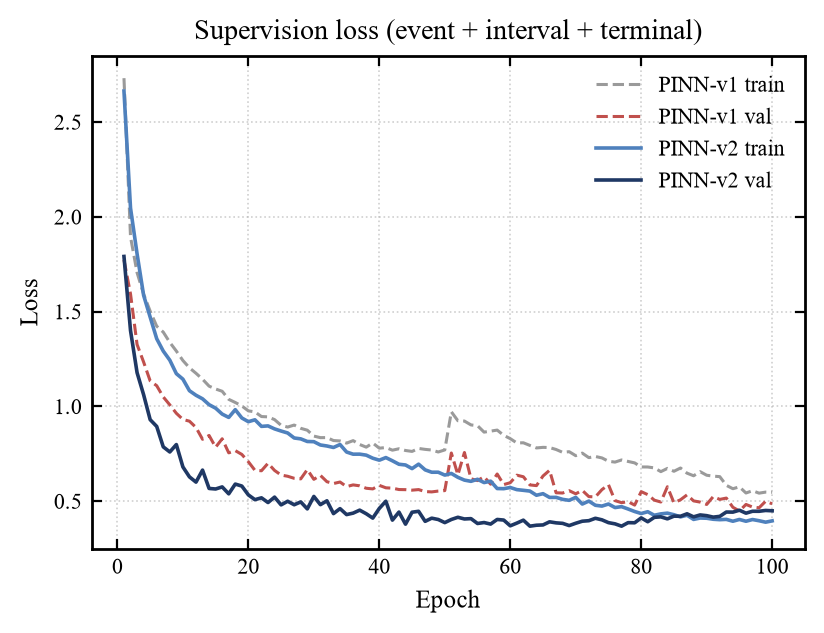 Supervision loss (event + interval + terminal)
PINN-v1 train
PINN-v1 val
PINN-v2 train
PINN-v2 val
2.5
2.0
1.5
1.0
0.5
Loss
0 20 40 60 80 100
Epoch